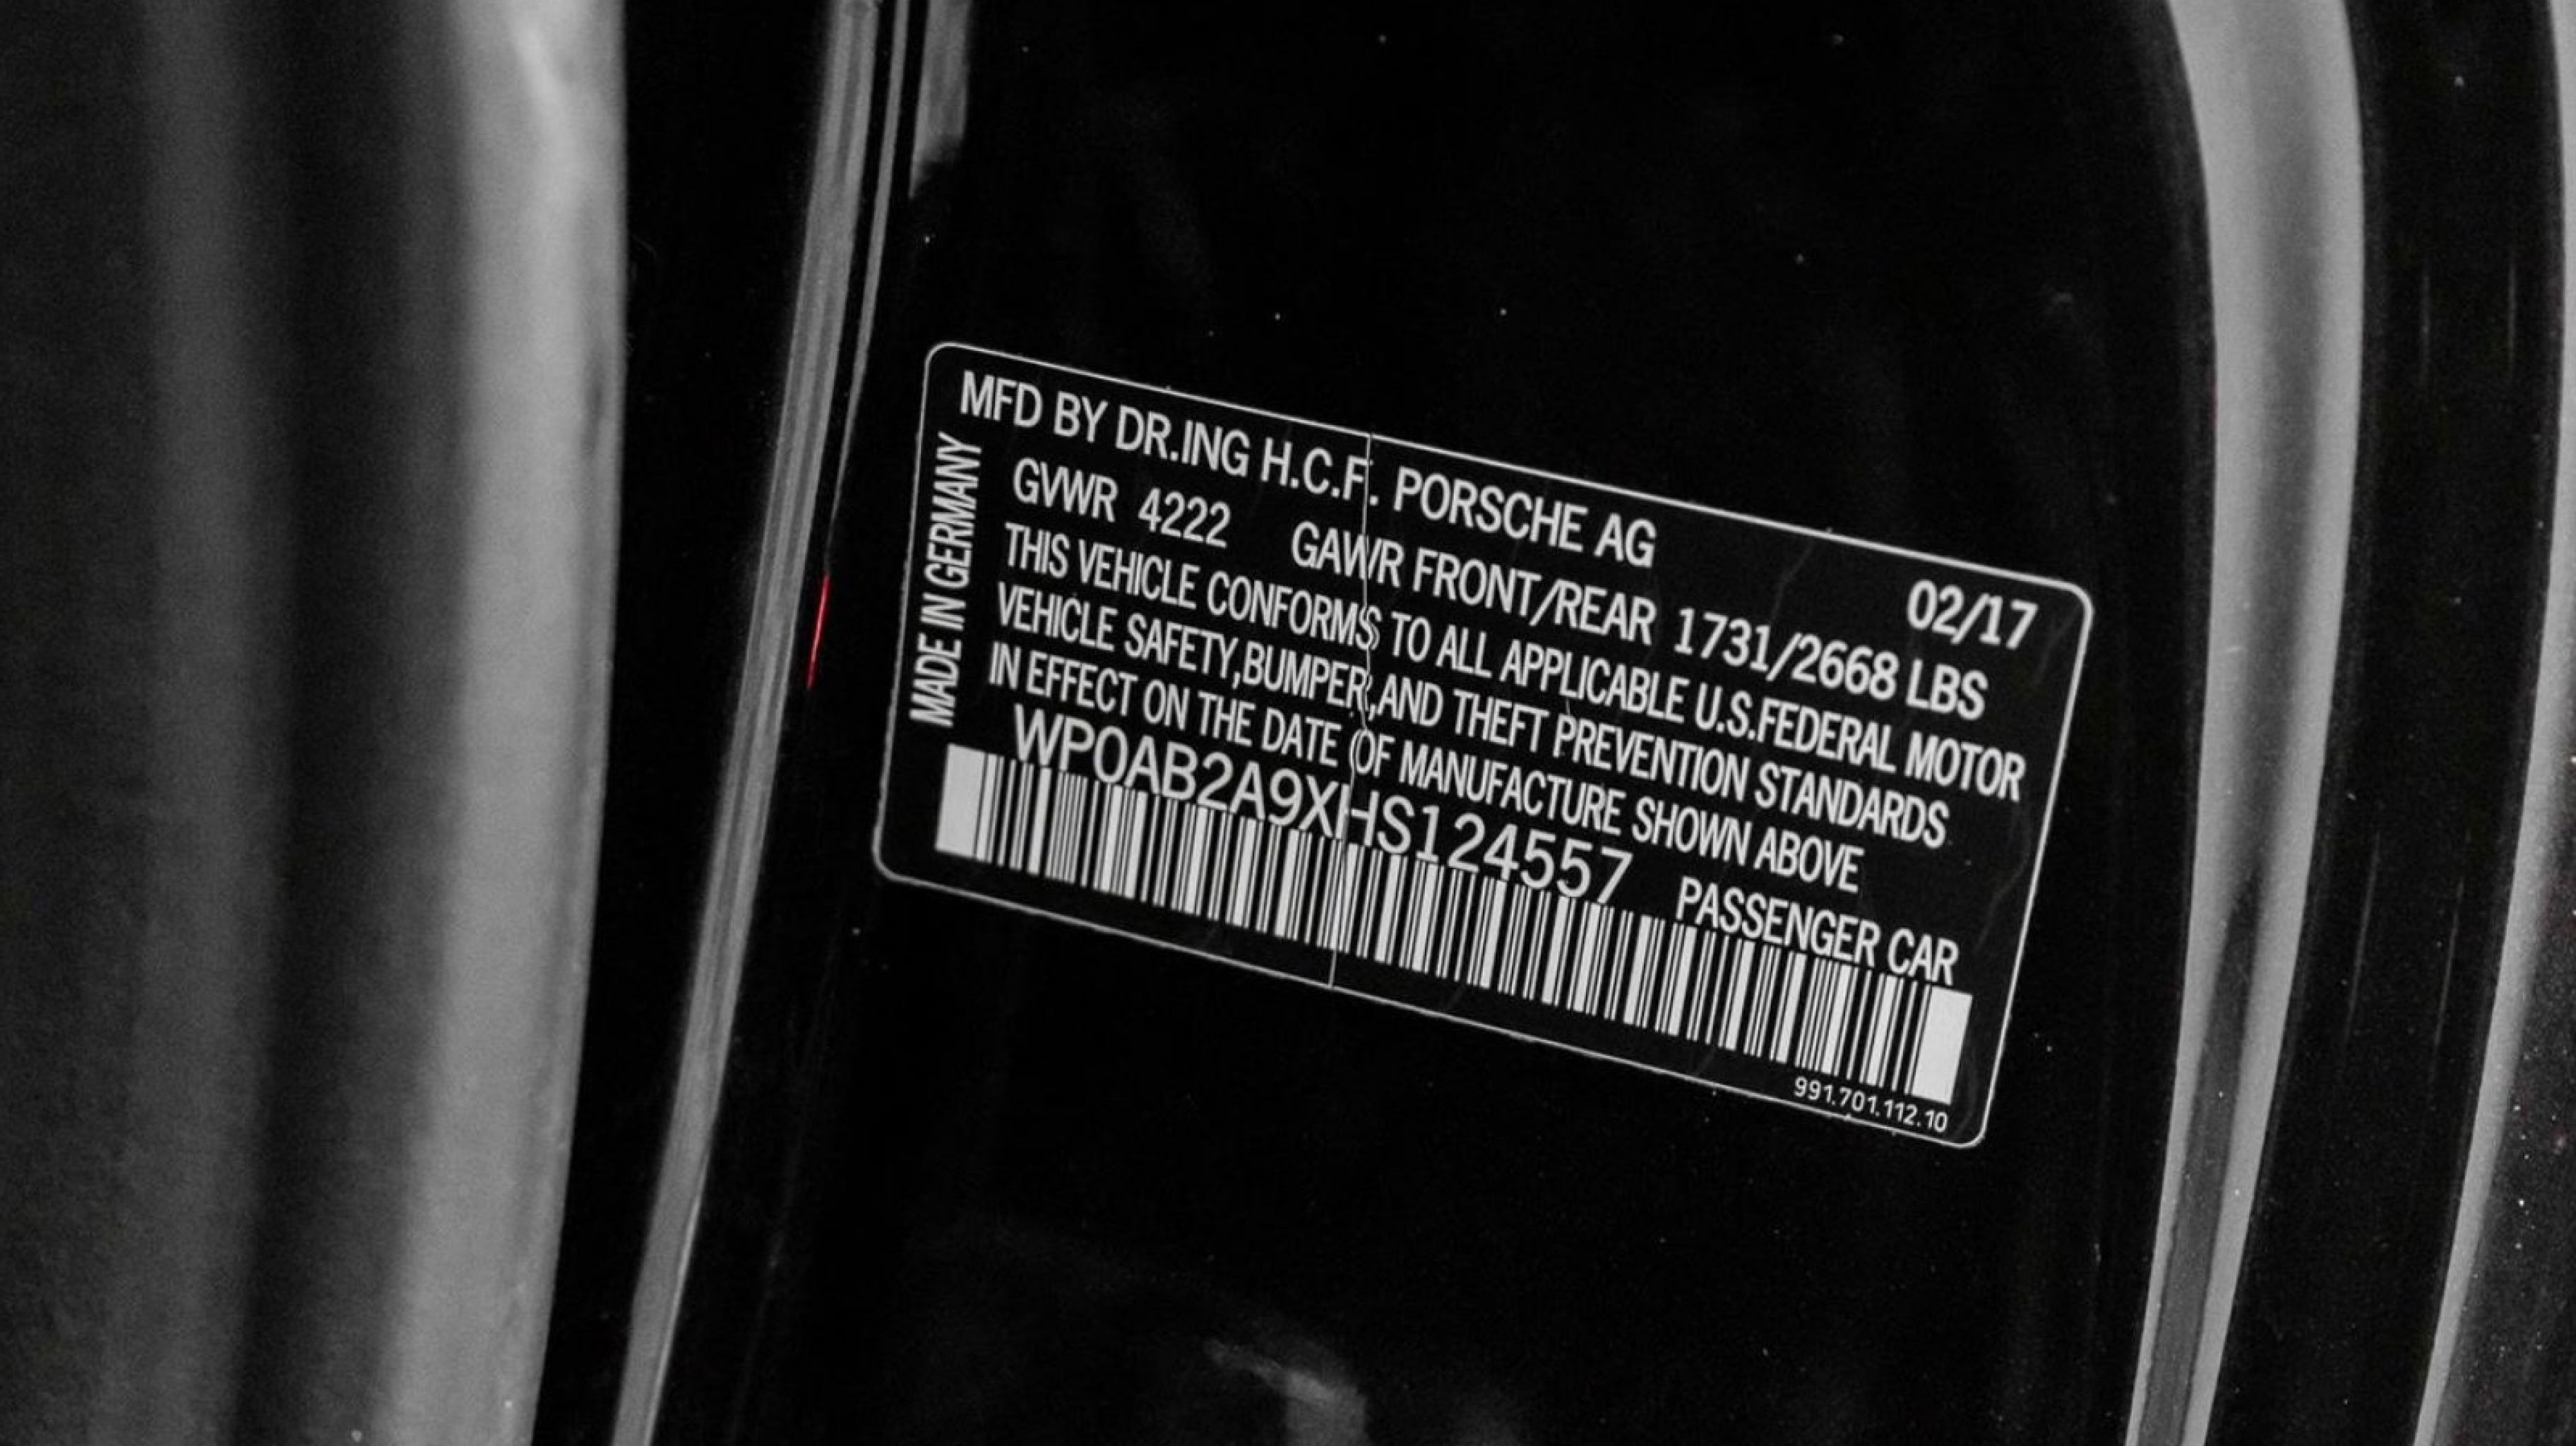 MFD BY DR.ING H.C.F. PORSCHE AG
02/17
GVWR 4222 GAWR FRONT/REAR 1731/2668 LBS
THIS VEHICLE CONFORMS TO ALL APPLICABLE U.S.FEDERAL MOTOR
VEHICLE SAFETY,BUMPER,AND THEFT PREVENTION STANDARDS
IN EFFECT ON THE DATE OF MANUFACTURE SHOWN ABOVE
WP0AB2A9XHS124557 PASSENGER CAR
991.701.112.10
MADE IN GERMANY